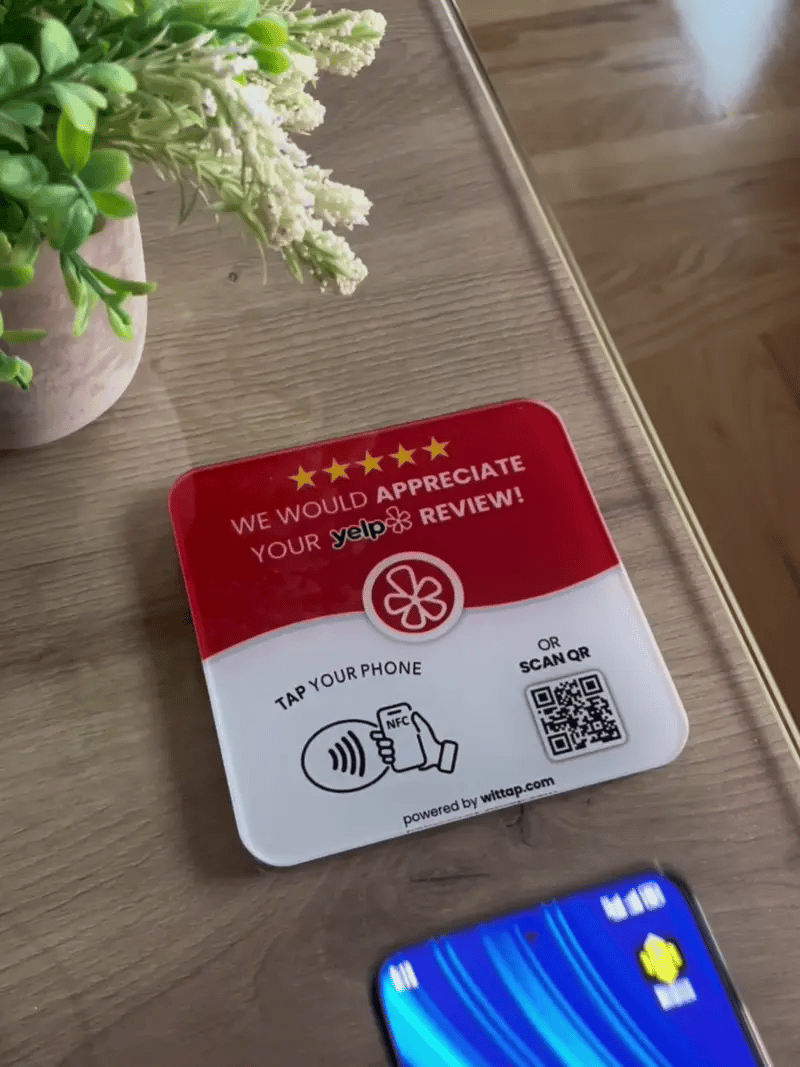 WE WOULD APPRECIATE
YOUR yelp REVIEW!
TAP YOUR PHONE
NFC
OR
SCAN QR
powered by wittap.com